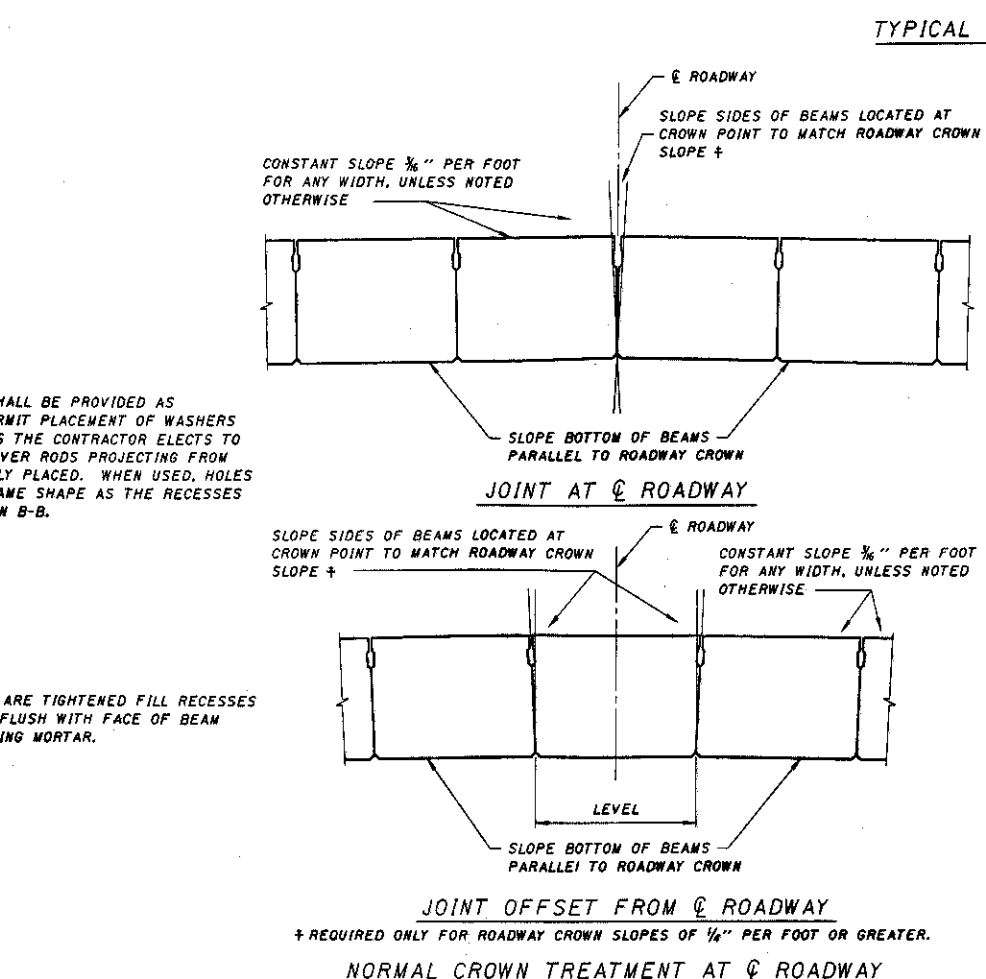 TYPICAL
℄ ROADWAY
SLOPE SIDES OF BEAMS LOCATED AT
CROWN POINT TO MATCH ROADWAY CROWN
SLOPE ‡
CONSTANT SLOPE 3/16" PER FOOT
FOR ANY WIDTH, UNLESS NOTED
OTHERWISE
SLOPE BOTTOM OF BEAMS
PARALLEL TO ROADWAY CROWN
JOINT AT ℄ ROADWAY
HALL BE PROVIDED AS
RMIT PLACEMENT OF WASHERS
S THE CONTRACTOR ELECTS TO
VER RODS PROJECTING FROM
LY PLACED. WHEN USED, HOLES
AME SHAPE AS THE RECESSES
N B-B.
℄ ROADWAY
SLOPE SIDES OF BEAMS LOCATED AT
CROWN POINT TO MATCH ROADWAY CROWN
SLOPE ‡
CONSTANT SLOPE 3/16" PER FOOT
FOR ANY WIDTH, UNLESS NOTED
OTHERWISE
ARE TIGHTENED FILL RECESSES
FLUSH WITH FACE OF BEAM
ING MORTAR.
LEVEL
SLOPE BOTTOM OF BEAMS
PARALLEL TO ROADWAY CROWN
JOINT OFFSET FROM ℄ ROADWAY
‡ REQUIRED ONLY FOR ROADWAY CROWN SLOPES OF 1/4" PER FOOT OR GREATER.
NORMAL CROWN TREATMENT AT ℄ ROADWAY